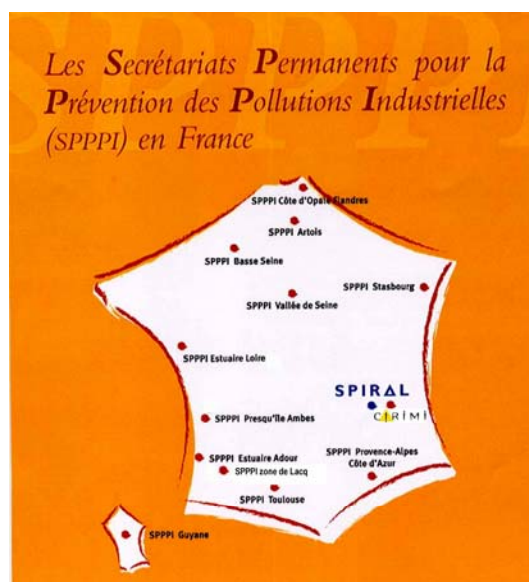 Les Secrétariats Permanents pour la
Prévention des Pollutions Industrielles
(SPPPI) en France
SPPPI Côte d'Opale Flandres
SPPPI Artois
SPPPI Basse Seine
SPPPI Stasbourg
SPPPI Vallée de Seine
SPPPI Estuaire Loire
SPIRAL
CIRIMI
SPPPI Presqu'île Ambes
SPPPI Provence-Alpes
Côte d'Azur
SPPPI Estuaire Adour
SPPPI zone de Lacq
SPPPI Toulouse
SPPPI Guyane